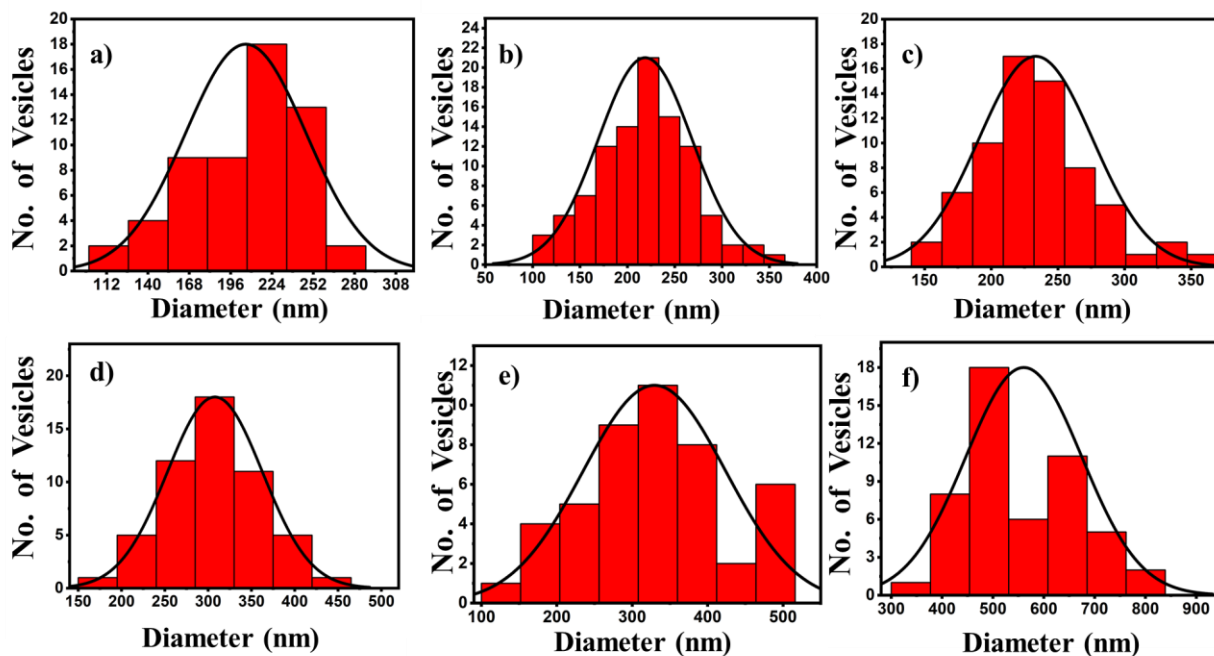 a)
No. of Vesicles
20
18
16
14
12
10
8
6
4
2
0
112 140 168 196 224 252 280 308
Diameter (nm)
b)
No. of Vesicles
24
22
20
18
16
14
12
10
8
6
4
2
0
50 100 150 200 250 300 350 400
Diameter (nm)
c)
No. of Vesicles
20
18
16
14
12
10
8
6
4
2
0
150 200 250 300 350
Diameter (nm)
d)
No. of Vesicles
20
15
10
5
0
150 200 250 300 350 400 450 500
Diameter (nm)
e)
No. of Vesicles
12
10
8
6
4
2
0
100 200 300 400 500
Diameter (nm)
f)
No. of Vesicles
18
15
12
9
6
3
0
300 400 500 600 700 800 900
Diameter (nm)